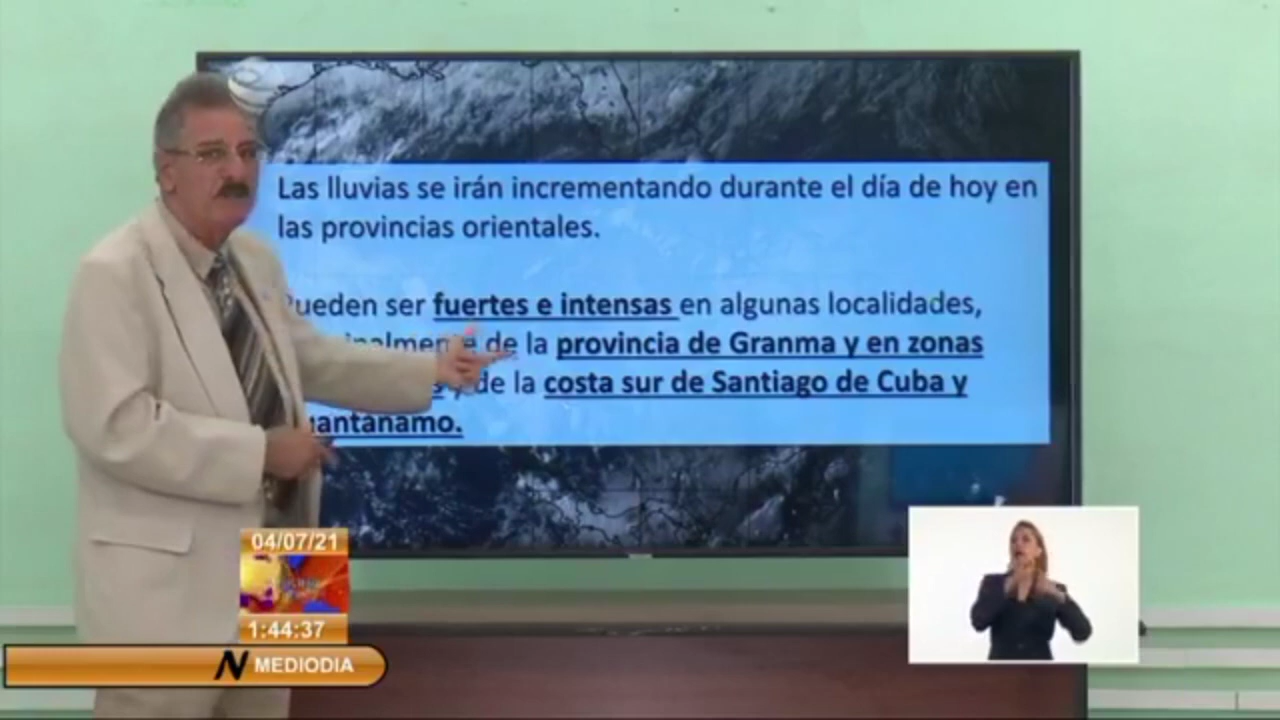 Las lluvias se irán incrementando durante el día de hoy en
las provincias orientales.
ser fuertes e intensas en algunas localidades,
de la provincia de Granma y en zonas
de la costa sur de Santiago de Cuba y
04/07/21
1:44:37
N MEDIODIA